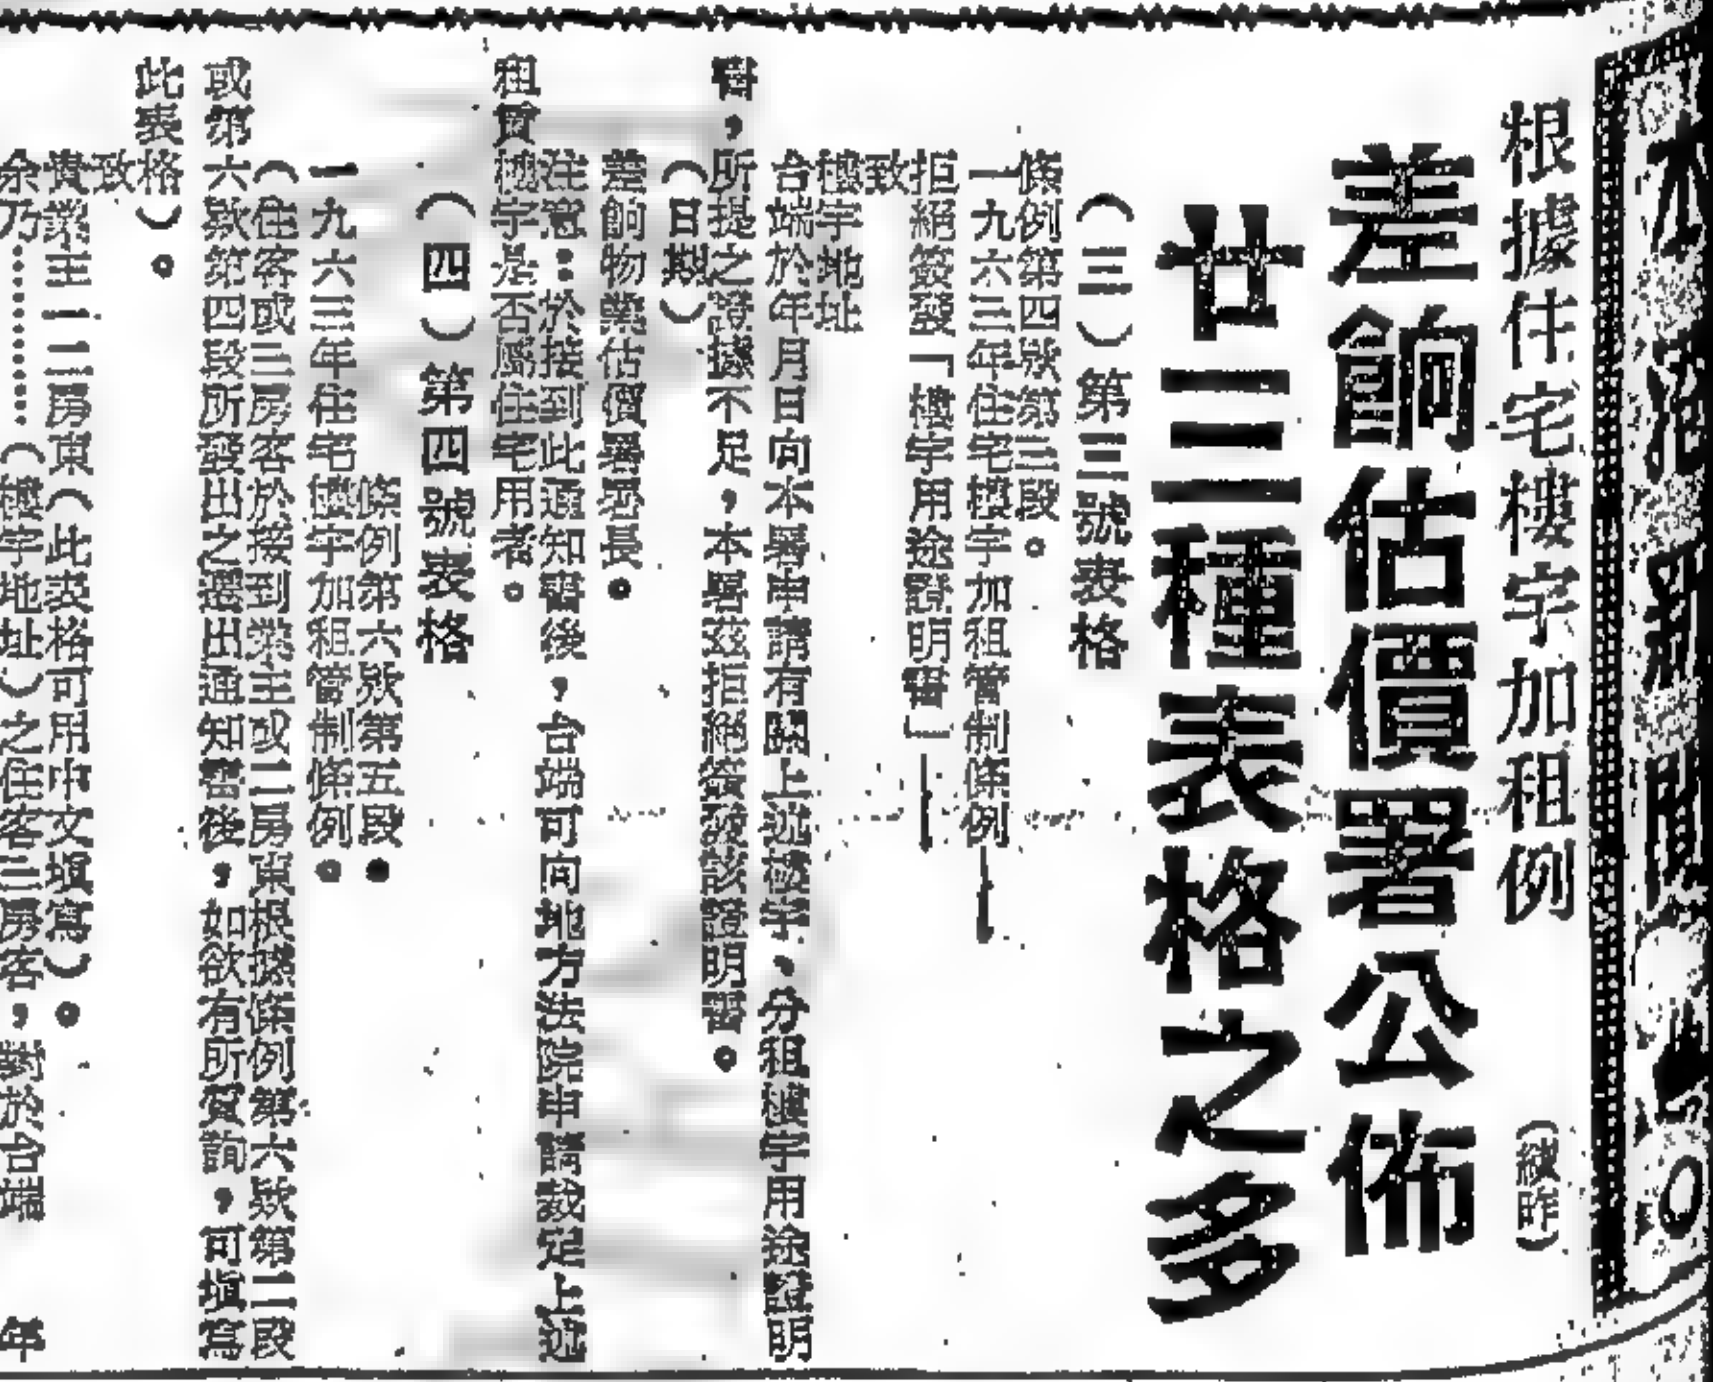 本港新聞
根據住宅樓宇加租例
(續昨)
差餉估價署公佈
廿三種表格之多
(三)第三號表格
條例第四欵第三段。
一九六三年住宅樓宇加租管制條例—
拒絕簽發「樓宇用途證明書」—
致
樓宇地址
台端於年月日向本署申請有關上述樓宇、分租樓宇用途證明
書,所提之證據不足,本署茲拒絕簽發該證明書。
(日期)
差餉物業估價署署長。
注意:於接到此通知書後,台端可向地方法院申請裁定上述
租賃樓宇是否屬住宅用者。
(四)第四號表格
條例第六欵第五段。
一九六三年住宅樓宇加租管制條例。
(住客或三房客於接到業主或二房東根據條例第六欵第二段
或第六欵第四段所發出之遷出通知書後,如欲有所質詢,可填寫
此表格)。
致
貴業主—二房東(此表格可用中文填寫)。
余乃………(樓宇地址)之住客三房客,對於台端 年